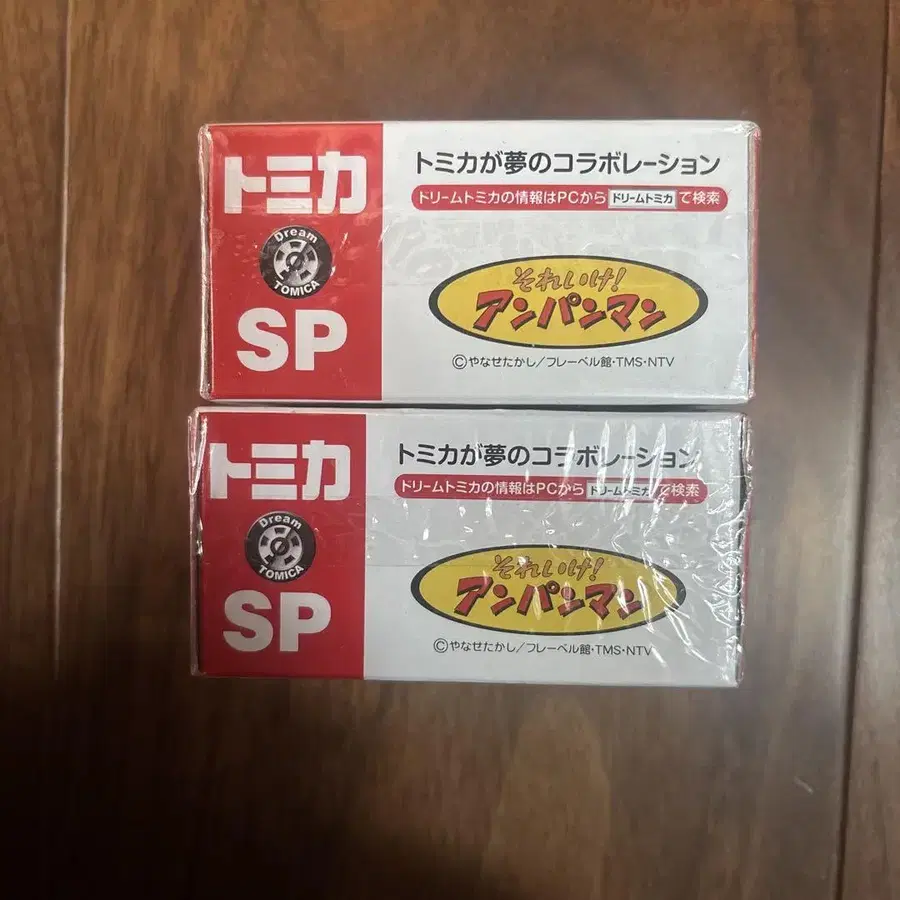 トミカ
Dream
TOMICA
SP
トミカが夢のコラボレーション
ドリームトミカの情報はPCから ドリームトミカ で検索
それいけ!
アンパンマン
©やなせたかし/フレーベル館・TMS・NTV
トミカ
Dream
TOMICA
SP
トミカが夢のコラボレーション
ドリームトミカの情報はPCから ドリームトミカ で検索
それいけ!
アンパンマン
©やなせたかし/フレーベル館・TMS・NTV